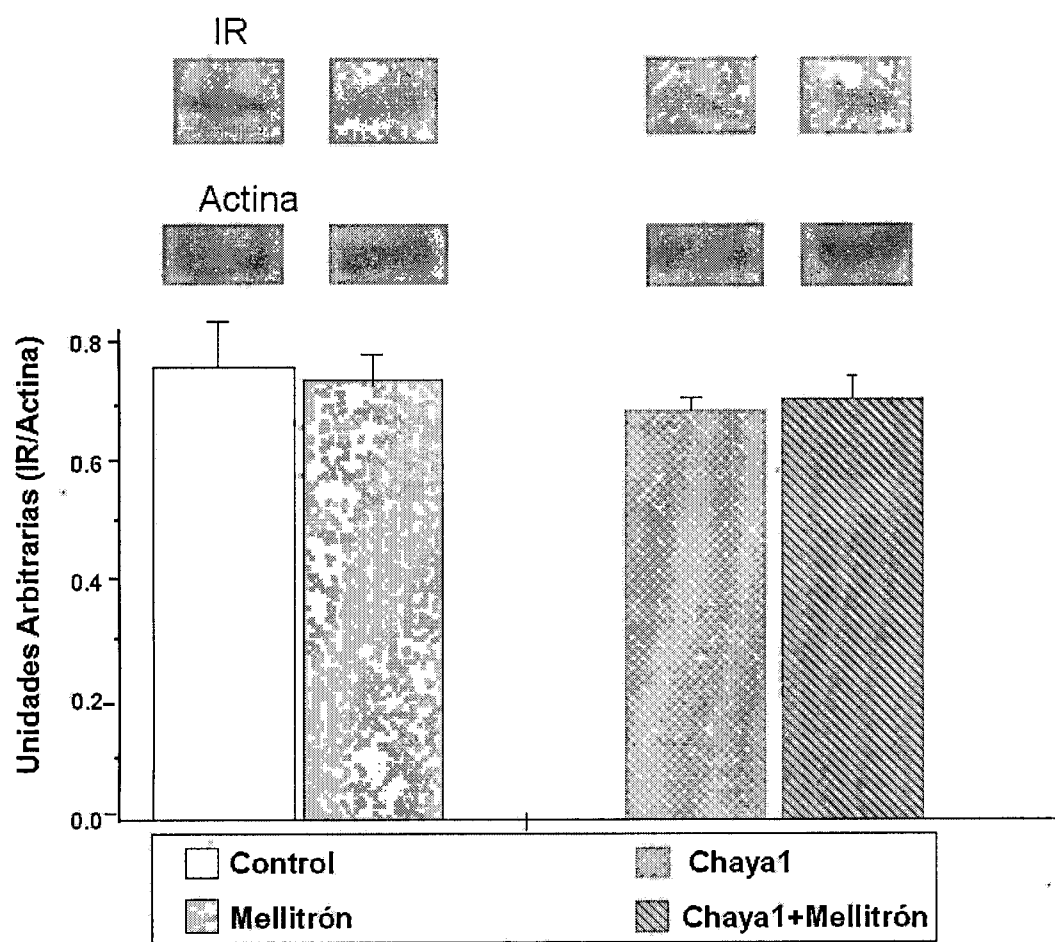 IR
Actina
Unidades Arbitrarias (IR/Actina)
0.8
0.6
0.4
0.2
0.0
Control
Chaya1
Mellitrón
Chaya1+Mellitrón